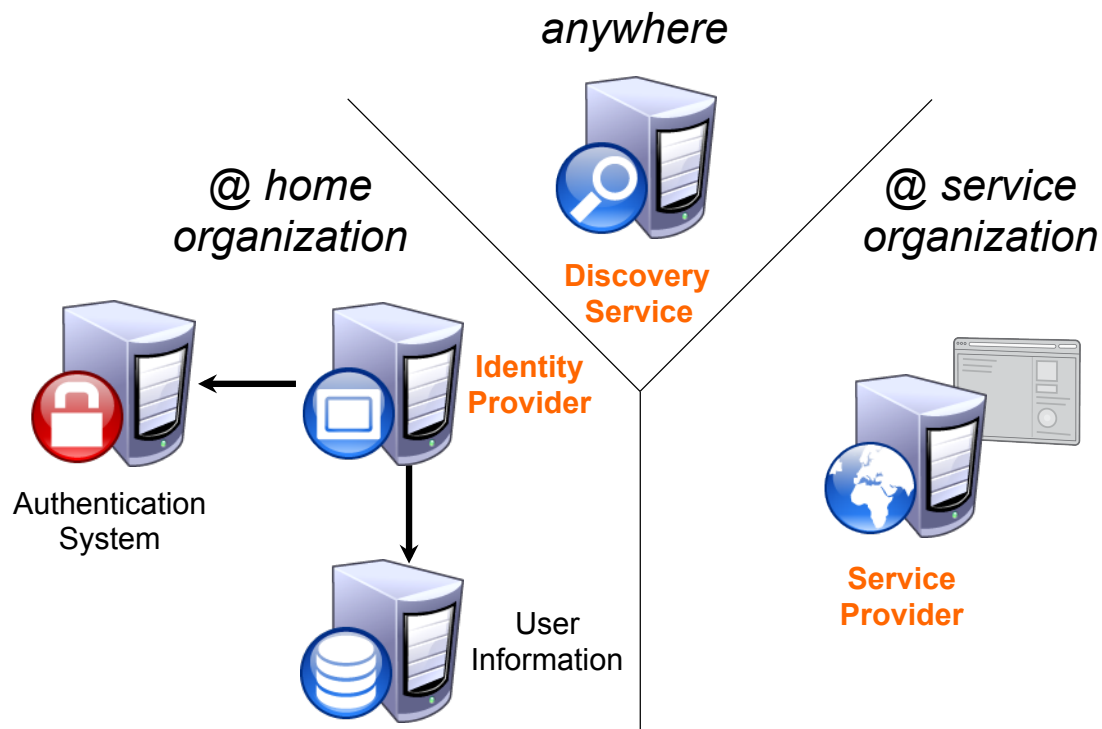 anywhere
@ home
organization
@ service
organization
Discovery
Service
Identity
Provider
Authentication
System
Service
Provider
User
Information